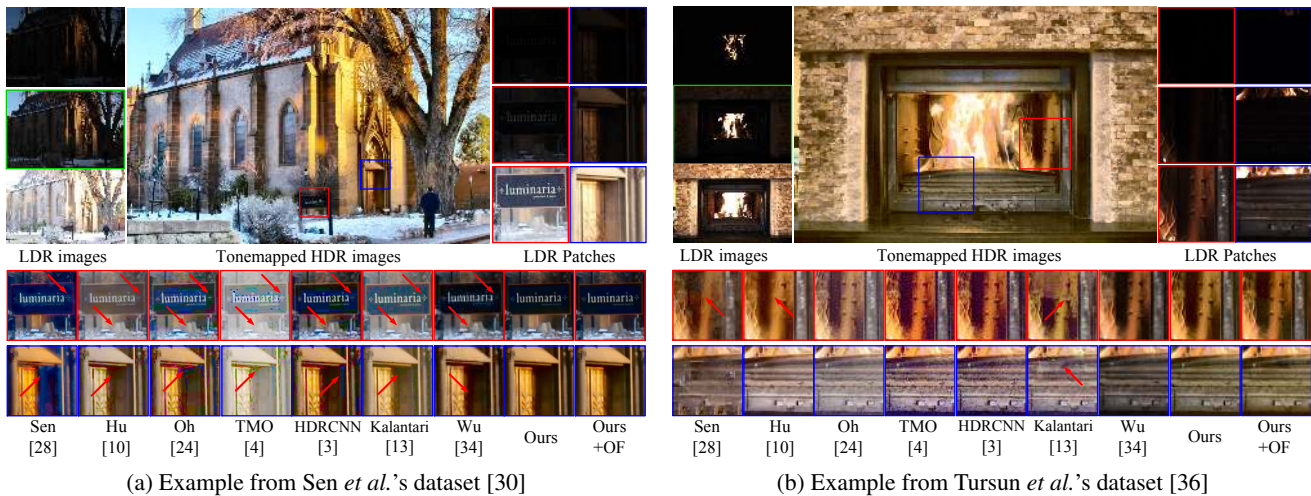 luminaria
luminaria
LDR images
Tonemapped HDR images
LDR Patches
LDR images
Tonemapped HDR images
LDR Patches
luminaria
luminaria
luminaria
luminaria
luminaria
luminaria
luminaria
luminaria
luminaria
Sen
[28]
Hu
[10]
Oh
[24]
TMO
[4]
HDRCNN
[3]
Kalantari
[13]
Wu
[34]
Ours
Ours
+OF
Sen
[28]
Hu
[10]
Oh
[24]
TMO
[4]
HDRCNN
[3]
Kalantari
[13]
Wu
[34]
Ours
Ours
+OF
(a) Example from Sen et al.'s dataset [30]
(b) Example from Tursun et al.'s dataset [36]